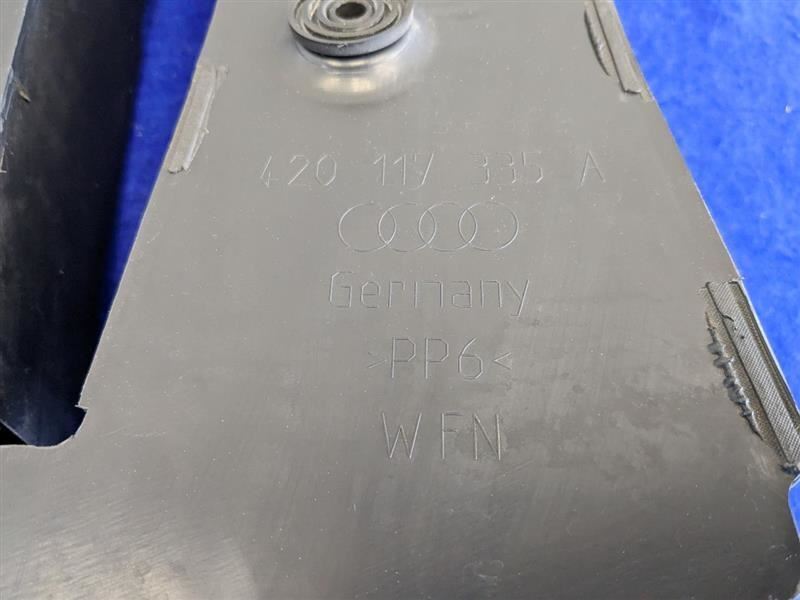 420 117 335 A
Germany
>PP6<
WFN